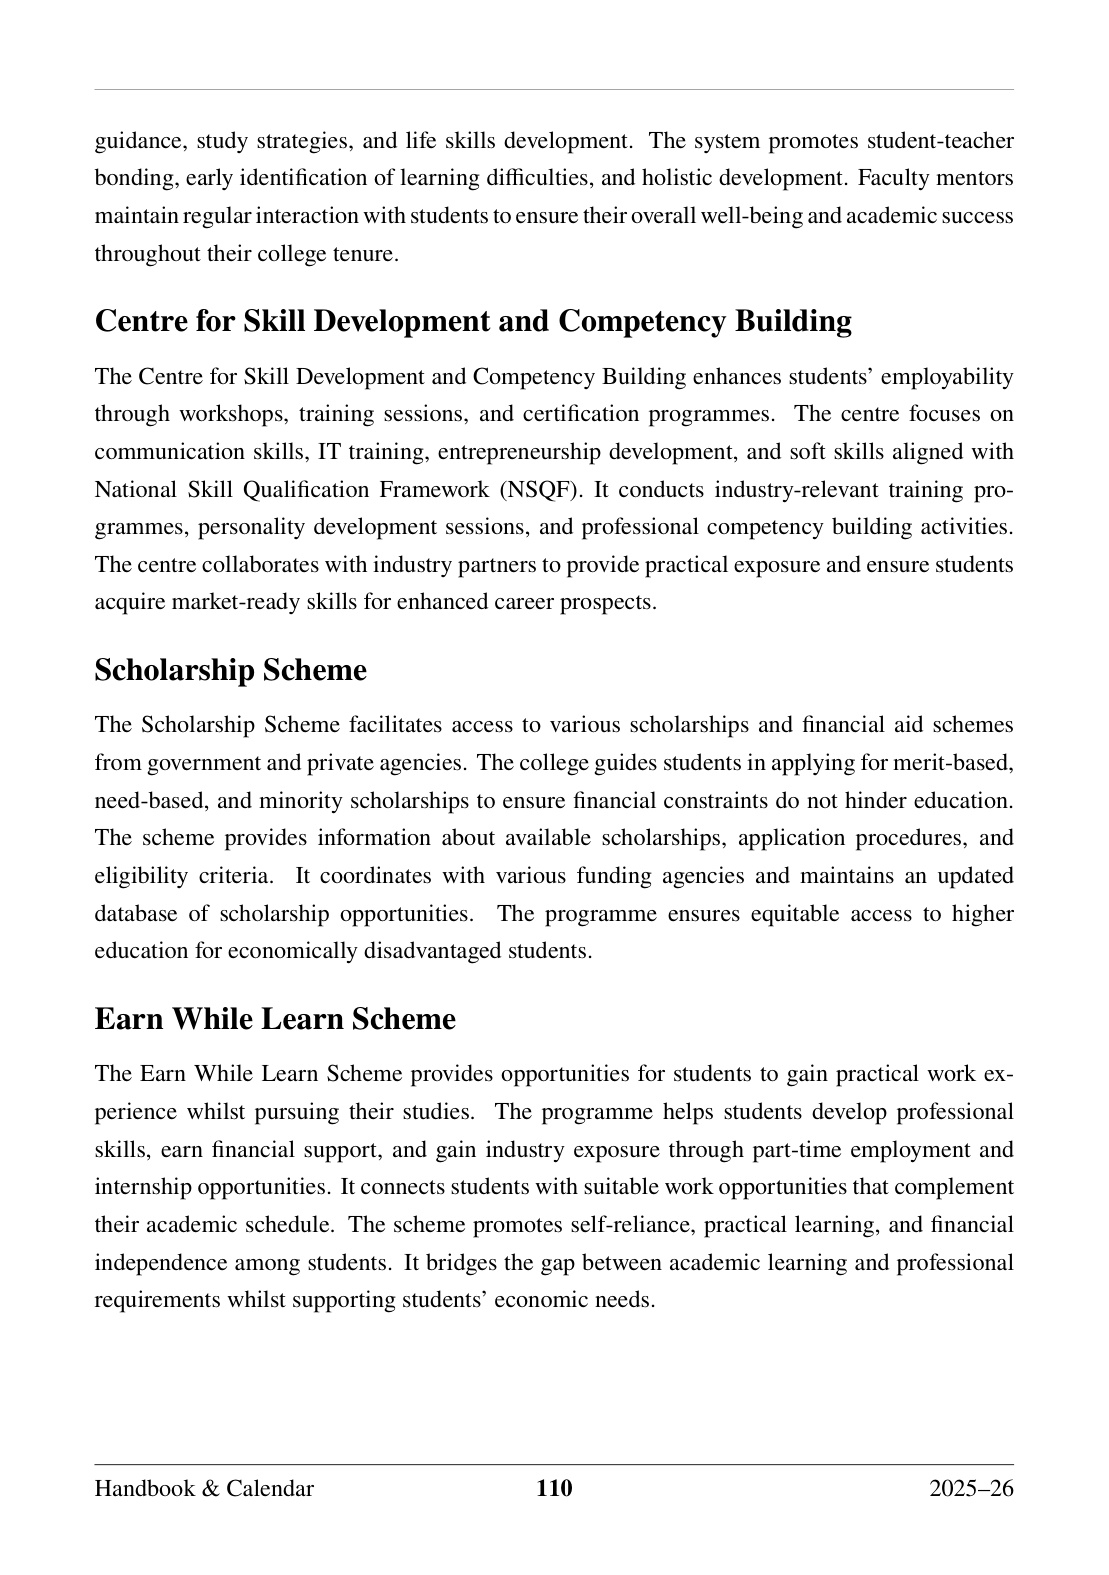 guidance, study strategies, and life skills development. The system promotes student-teacher
bonding, early identification of learning difficulties, and holistic development. Faculty mentors
maintain regular interaction with students to ensure their overall well-being and academic success
throughout their college tenure.
Centre for Skill Development and Competency Building
The Centre for Skill Development and Competency Building enhances students’ employability
through workshops, training sessions, and certification programmes. The centre focuses on
communication skills, IT training, entrepreneurship development, and soft skills aligned with
National Skill Qualification Framework (NSQF). It conducts industry-relevant training pro-
grammes, personality development sessions, and professional competency building activities.
The centre collaborates with industry partners to provide practical exposure and ensure students
acquire market-ready skills for enhanced career prospects.
Scholarship Scheme
The Scholarship Scheme facilitates access to various scholarships and financial aid schemes
from government and private agencies. The college guides students in applying for merit-based,
need-based, and minority scholarships to ensure financial constraints do not hinder education.
The scheme provides information about available scholarships, application procedures, and
eligibility criteria. It coordinates with various funding agencies and maintains an updated
database of scholarship opportunities. The programme ensures equitable access to higher
education for economically disadvantaged students.
Earn While Learn Scheme
The Earn While Learn Scheme provides opportunities for students to gain practical work ex-
perience whilst pursuing their studies. The programme helps students develop professional
skills, earn financial support, and gain industry exposure through part-time employment and
internship opportunities. It connects students with suitable work opportunities that complement
their academic schedule. The scheme promotes self-reliance, practical learning, and financial
independence among students. It bridges the gap between academic learning and professional
requirements whilst supporting students’ economic needs.
Handbook & Calendar 110 2025–26